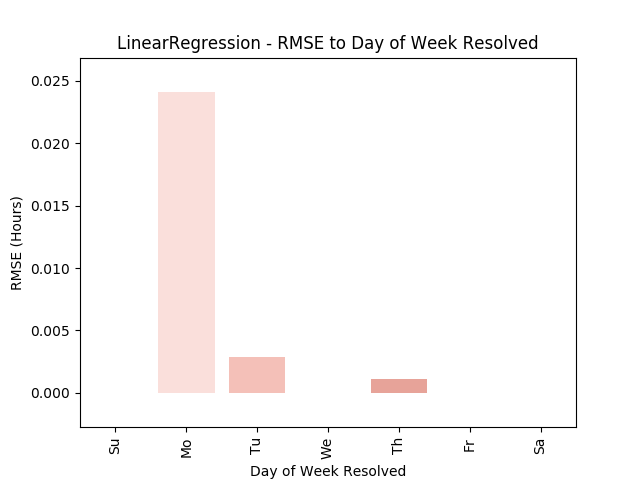 LinearRegression - RMSE to Day of Week Resolved
0.025
0.020
0.015
0.010
0.005
0.000
RMSE (Hours)
Su
Mo
Tu
We
Th
Fr
Sa
Day of Week Resolved